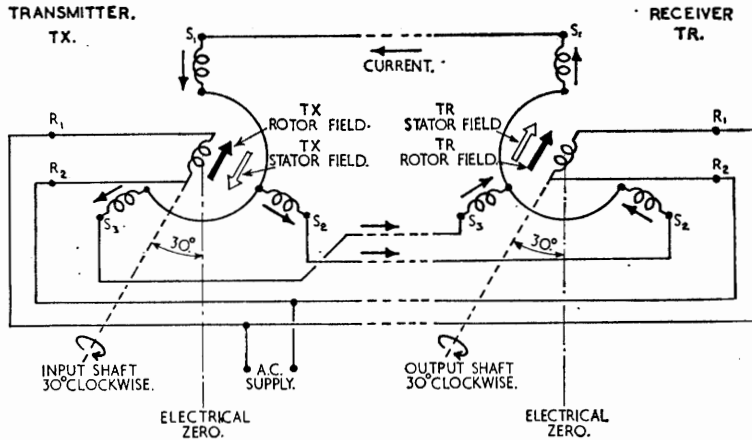 TRANSMITTER.
TX.
RECEIVER
TR.
S1
S1
CURRENT.
R1
R2
TX
ROTOR FIELD.
TX
STATOR FIELD.
TR
STATOR FIELD
TR
ROTOR FIELD.
R1
R2
S3
S2
S3
S2
30°
30°
INPUT SHAFT
30°CLOCKWISE.
A.C.
SUPPLY.
OUTPUT SHAFT
30°CLOCKWISE.
ELECTRICAL
ZERO.
ELECTRICAL
ZERO.